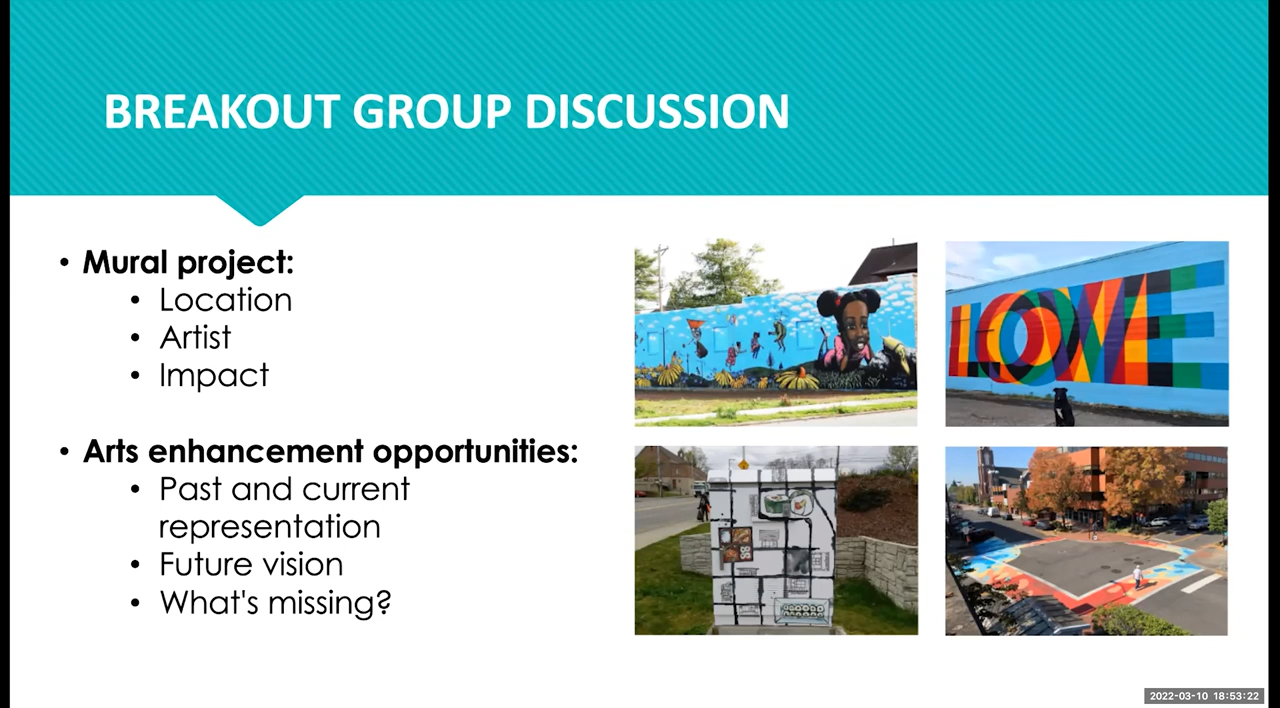 BREAKOUT GROUP DISCUSSION
• Mural project:
• Location
• Artist
• Impact
• Arts enhancement opportunities:
• Past and current
representation
• Future vision
• What's missing?
LOVE
2022-03-10 18:53:22